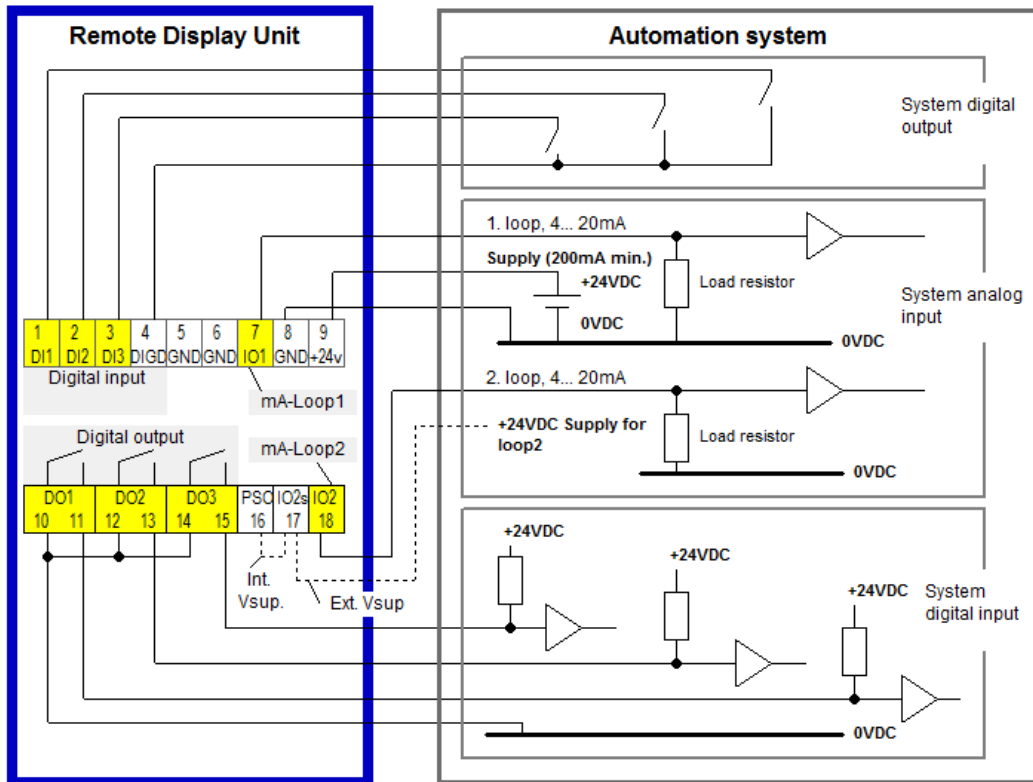 Remote Display Unit
Automation system
System digital
output
1. loop, 4... 20mA
Supply (200mA min.)
+24VDC
0VDC
Load resistor
System analog
input
0VDC
1 2 3 4 5 6 7 8 9
DI1 DI2 DI3 DIGD GND GND IO1 GND +24v
Digital input
mA-Loop1
2. loop, 4... 20mA
+24VDC Supply for
loop2
Load resistor
0VDC
Digital output
mA-Loop2
DO1 DO2 DO3 PSO IO2s IO2
10 11 12 13 14 15 16 17 18
Int.
Vsup.
Ext. Vsup
+24VDC
+24VDC
+24VDC
System
digital input
0VDC